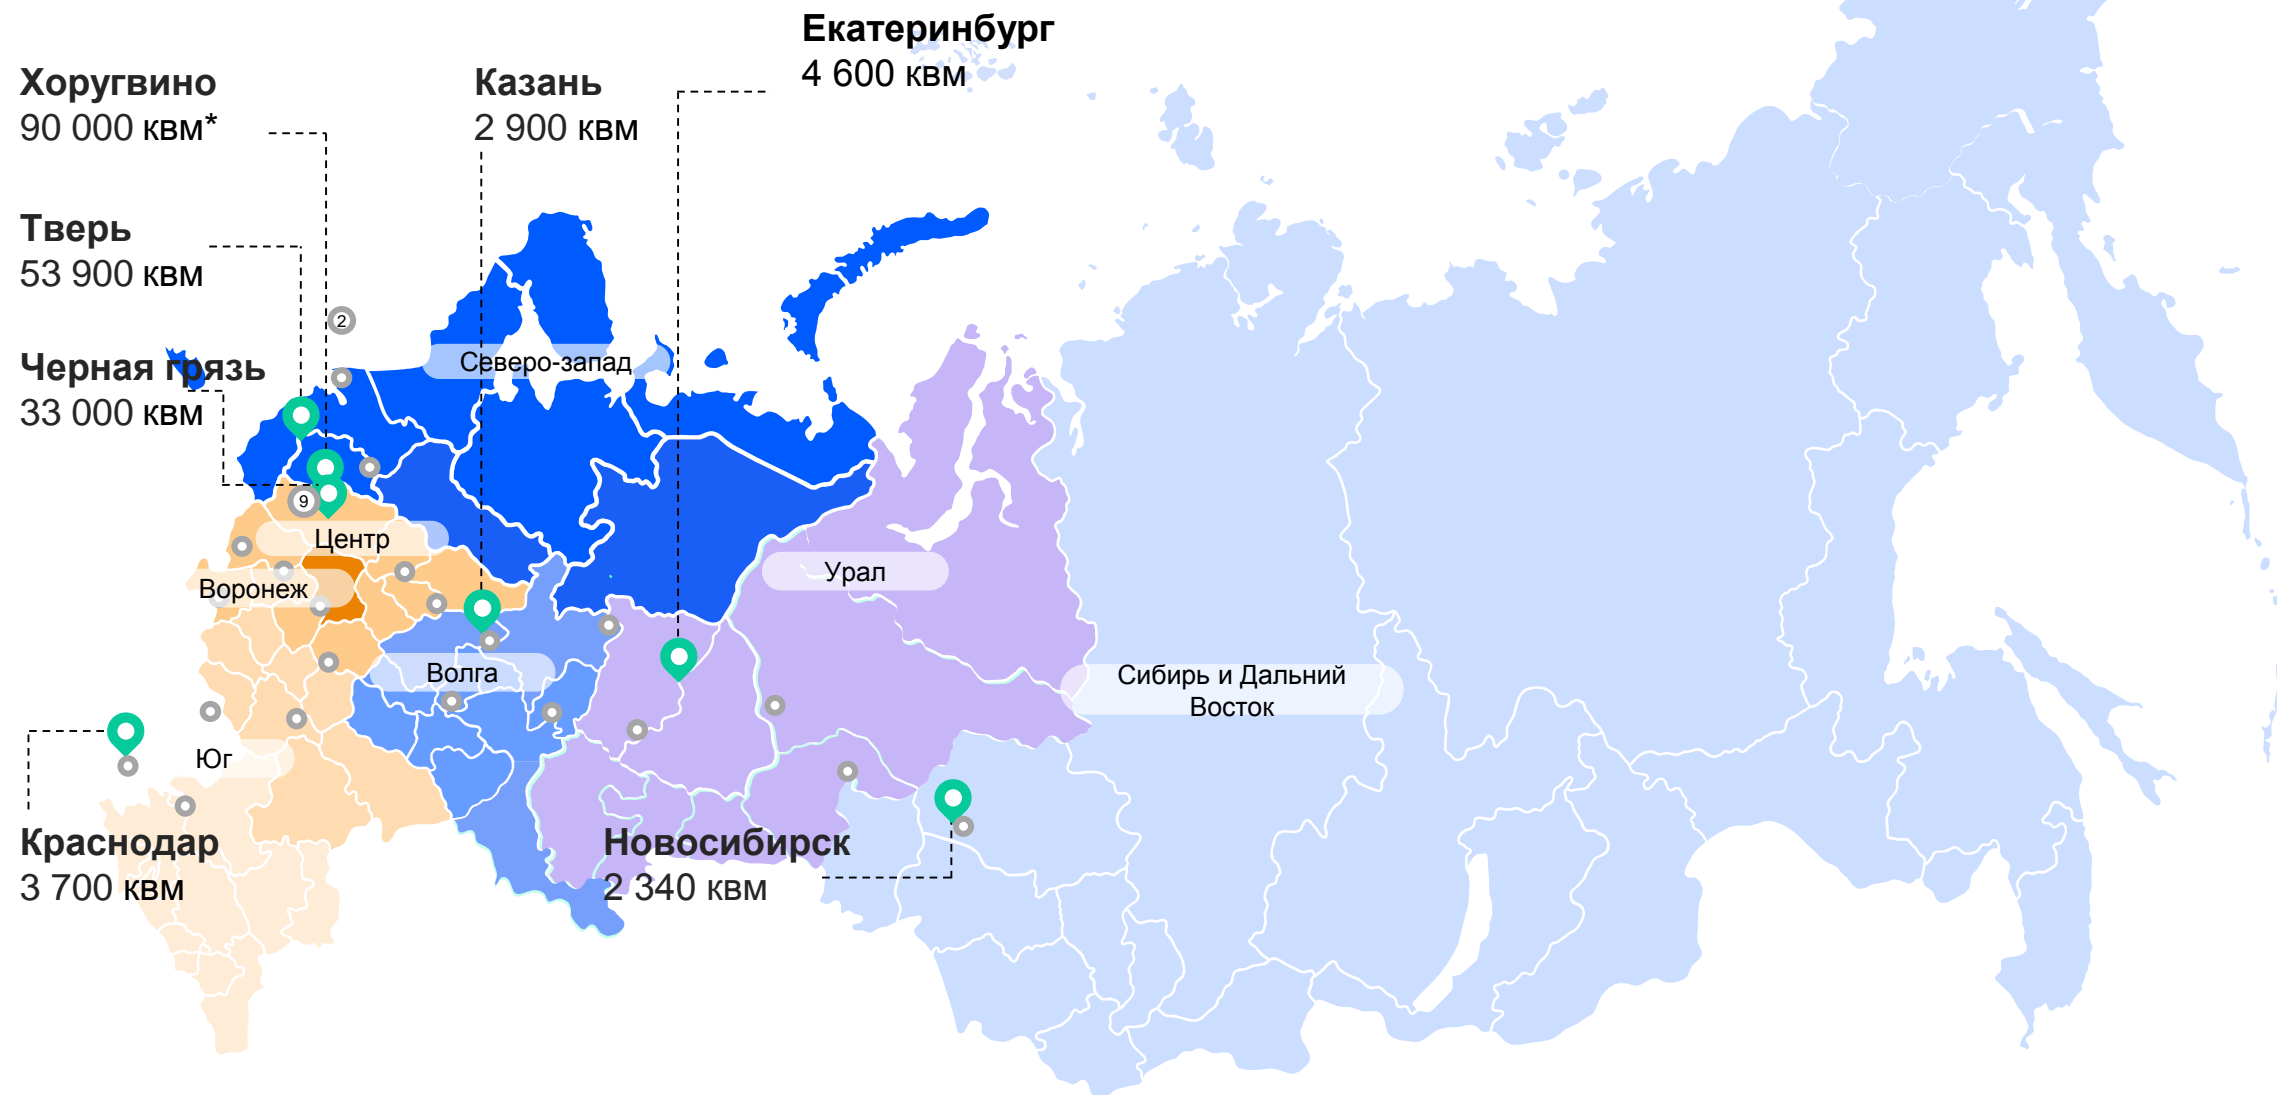 Екатеринбург
4 600 квм
Хоругвино
90 000 квм*
Казань
2 900 квм
Тверь
53 900 квм
2
Черная грязь
33 000 квм
Северо-запад
9
Центр
Воронеж
Урал
Волга
Сибирь и Дальний
Восток
Юг
Краснодар
3 700 квм
Новосибирск
2 340 квм